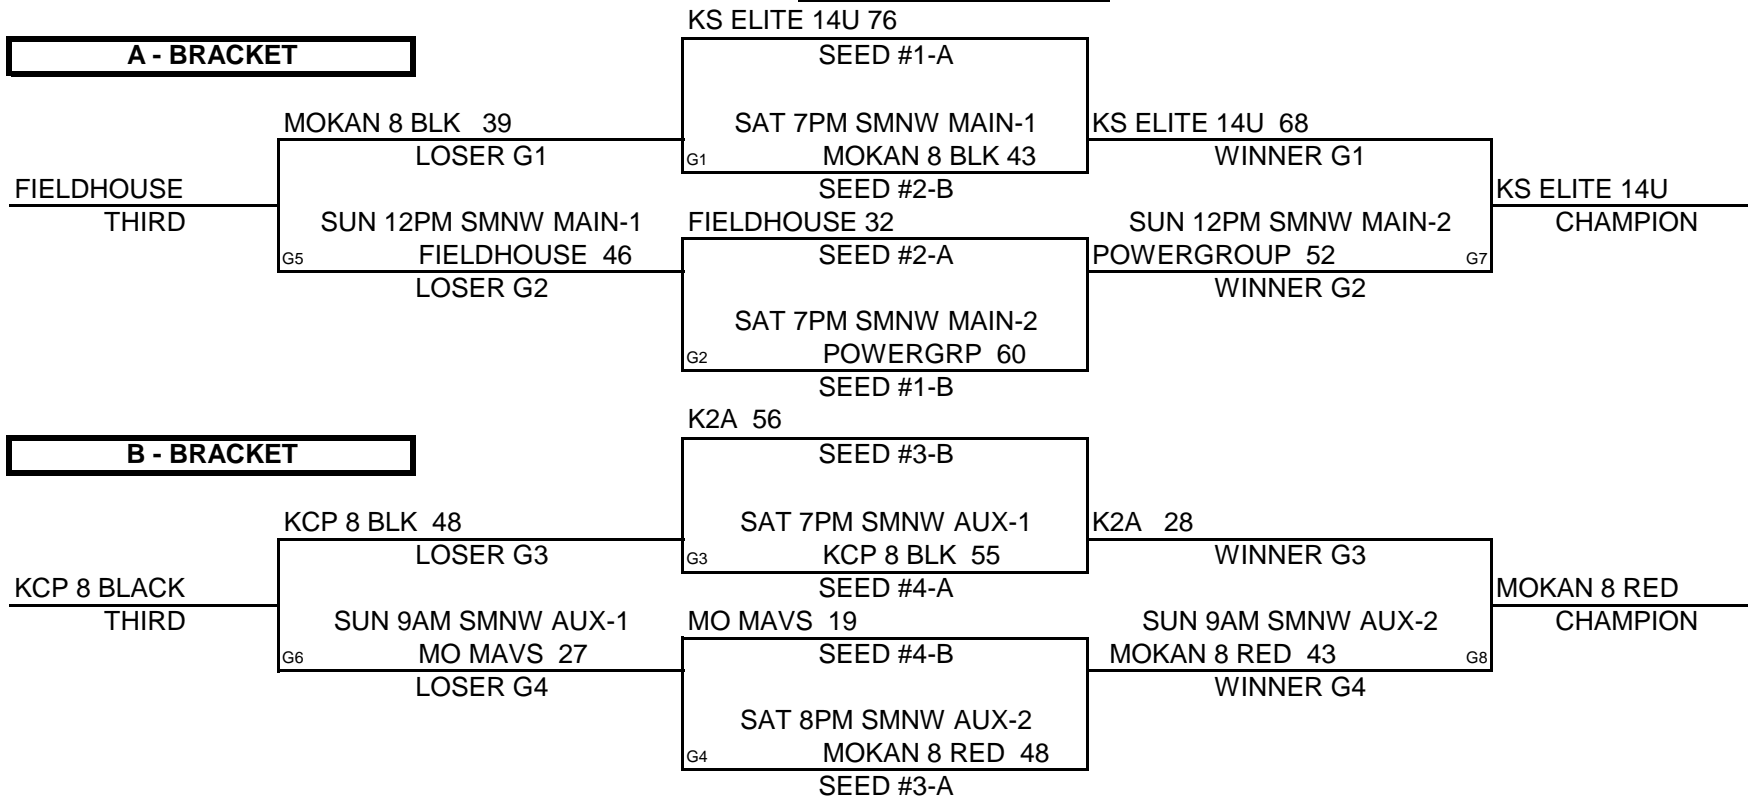 KS ELITE 14U 76
A - BRACKET
SEED #1-A
MOKAN 8 BLK 39
SAT 7PM SMNW MAIN-1
KS ELITE 14U 68
LOSER G1
G1
MOKAN 8 BLK 43
WINNER G1
FIELDHOUSE
SEED #2-B
KS ELITE 14U
THIRD
SUN 12PM SMNW MAIN-1
FIELDHOUSE 32
SUN 12PM SMNW MAIN-2
CHAMPION
G5
FIELDHOUSE 46
SEED #2-A
POWERGROUP 52
G7
LOSER G2
WINNER G2
SAT 7PM SMNW MAIN-2
G2
POWERGRP 60
SEED #1-B
K2A 56
B - BRACKET
SEED #3-B
KCP 8 BLK 48
SAT 7PM SMNW AUX-1
K2A 28
LOSER G3
G3
KCP 8 BLK 55
WINNER G3
KCP 8 BLACK
SEED #4-A
MOKAN 8 RED
THIRD
SUN 9AM SMNW AUX-1
MO MAVS 19
SUN 9AM SMNW AUX-2
CHAMPION
G6
MO MAVS 27
SEED #4-B
MOKAN 8 RED 43
G8
LOSER G4
WINNER G4
SAT 8PM SMNW AUX-2
G4
MOKAN 8 RED 48
SEED #3-A